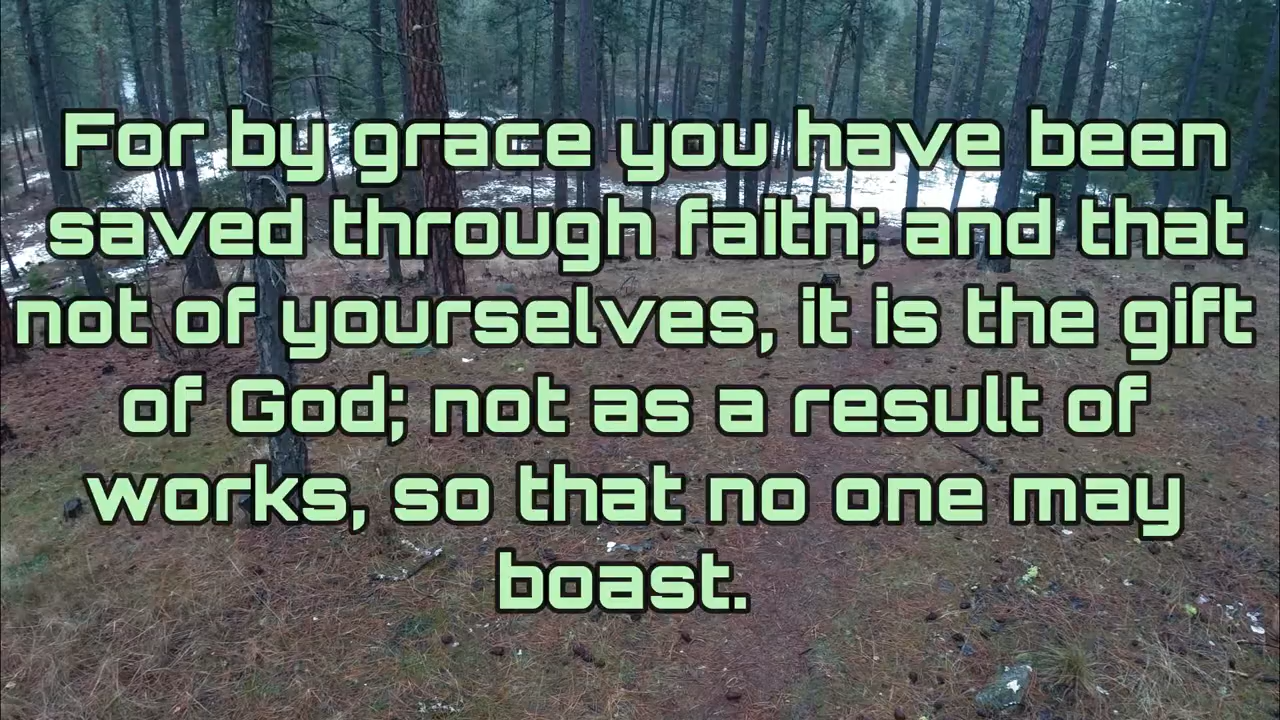 For by grace you have been
saved through faith; and that
not of yourselves, it is the gift
of God; not as a result of
works, so that no one may
boast.